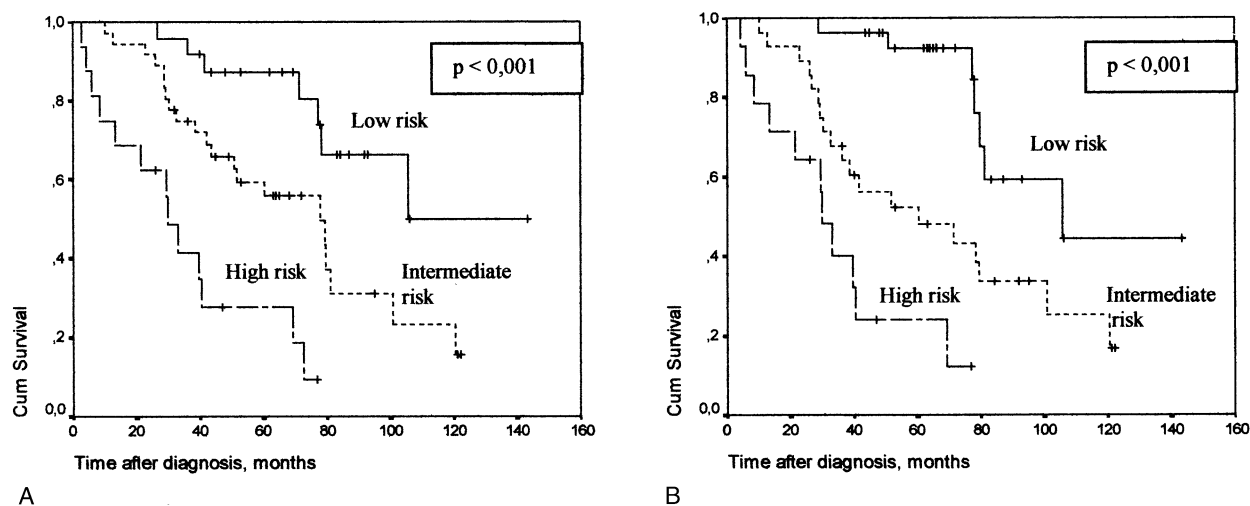 1,0
,8
,6
,4
,2
0,0
Cum Survival
p < 0,001
Low risk
High risk
Intermediate
risk
0 20 40 60 80 100 120 140 160
Time after diagnosis, months
A
1,0
,8
,6
,4
,2
0,0
Cum Survival
p < 0,001
Low risk
High risk
Intermediate
risk
0 20 40 60 80 100 120 140 160
Time after diagnosis, months
B